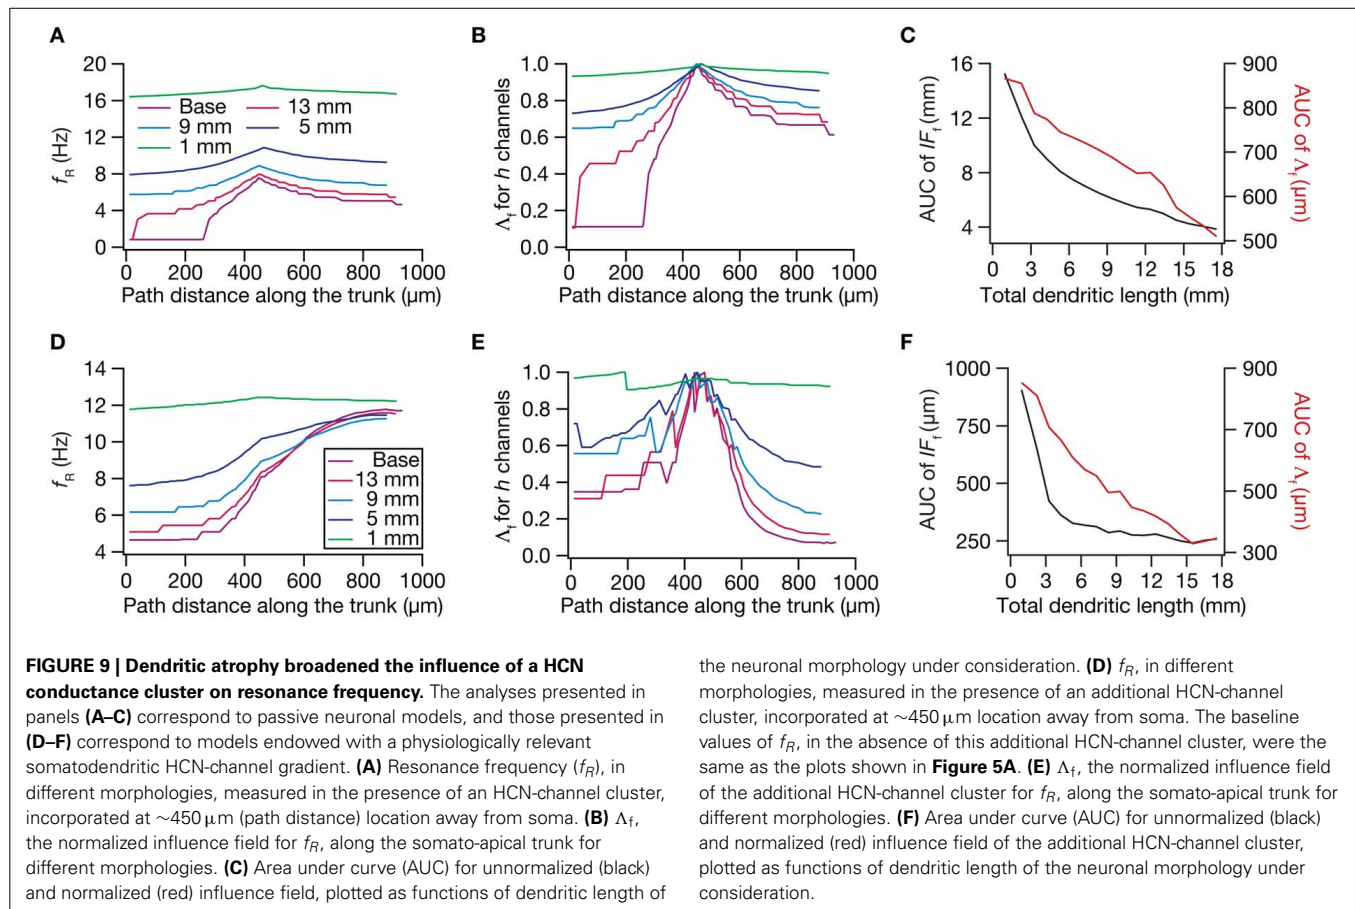 A
20
16
12
8
4
0
f_R (Hz)
Base
9 mm
1 mm
13 mm
5 mm
0 200 400 600 800 1000
Path distance along the trunk (μm)
B
1.0
0.8
0.6
0.4
0.2
0.0
Λ_f for h channels
0 200 400 600 800 1000
Path distance along the trunk (μm)
C
16
12
8
4
AUC of IF_f (mm)
900
800
700
600
500
AUC of Λ_f (μm)
0 3 6 9 12 15 18
Total dendritic length (mm)
D
14
12
10
8
6
4
f_R (Hz)
Base
13 mm
9 mm
5 mm
1 mm
0 200 400 600 800 1000
Path distance along the trunk (μm)
E
1.0
0.8
0.6
0.4
0.2
0.0
Λ_f for h channels
0 200 400 600 800 1000
Path distance along the trunk (μm)
F
1000
750
500
250
AUC of IF_f (μm)
900
700
500
300
AUC of Λ_f (μm)
0 3 6 9 12 15 18
Total dendritic length (mm)
FIGURE 9 | Dendritic atrophy broadened the influence of a HCN
conductance cluster on resonance frequency. The analyses presented in
panels (A–C) correspond to passive neuronal models, and those presented in
(D–F) correspond to models endowed with a physiologically relevant
somatodendritic HCN-channel gradient. (A) Resonance frequency (f_R), in
different morphologies, measured in the presence of an HCN-channel cluster,
incorporated at ∼450 μm (path distance) location away from soma. (B) Λ_f,
the normalized influence field for f_R, along the somato-apical trunk for
different morphologies. (C) Area under curve (AUC) for unnormalized (black)
and normalized (red) influence field, plotted as functions of dendritic length of
the neuronal morphology under consideration. (D) f_R, in different
morphologies, measured in the presence of an additional HCN-channel
cluster, incorporated at ∼450 μm location away from soma. The baseline
values of f_R, in the absence of this additional HCN-channel cluster, were the
same as the plots shown in Figure 5A. (E) Λ_f, the normalized influence field
of the additional HCN-channel cluster for f_R, along the somato-apical trunk for
different morphologies. (F) Area under curve (AUC) for unnormalized (black)
and normalized (red) influence field of the additional HCN-channel cluster,
plotted as functions of dendritic length of the neuronal morphology under
consideration.